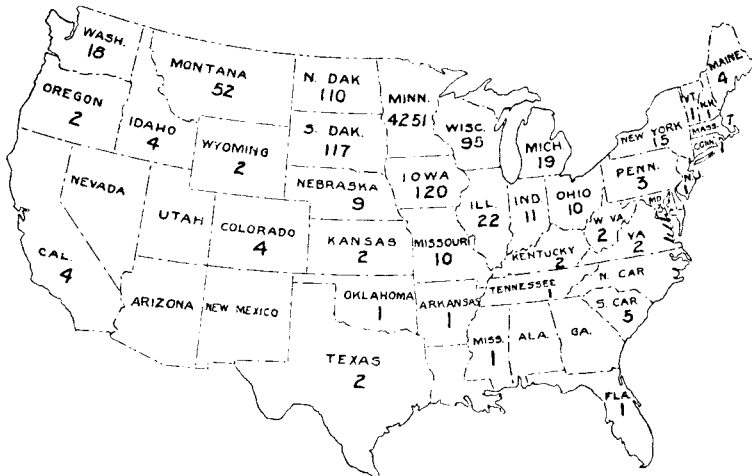 WASH.
18
MONTANA
52
N. DAK
110
MINN.
4251
MAINE
4
OREGON
2
IDAHO
4
WYOMING
2
S. DAK.
117
WISC.
95
MICH
19
VT.
11
N.H.
1
NEW YORK
15
MASS.
7
CONN.
1
NEVADA
UTAH
COLORADO
4
NEBRASKA
9
IOWA
120
ILL.
22
IND.
11
OHIO
10
PENN.
3
N.J.
1
MD.
CAL.
4
KANSAS
2
MISSOURI
10
KENTUCKY
2
W VA.
2
VA
2
ARIZONA
NEW MEXICO
OKLAHOMA
1
ARKANSAS
1
TENNESSEE
1
N. CAR
S. CAR
5
TEXAS
2
MISS.
1
ALA.
GA.
FLA.
1